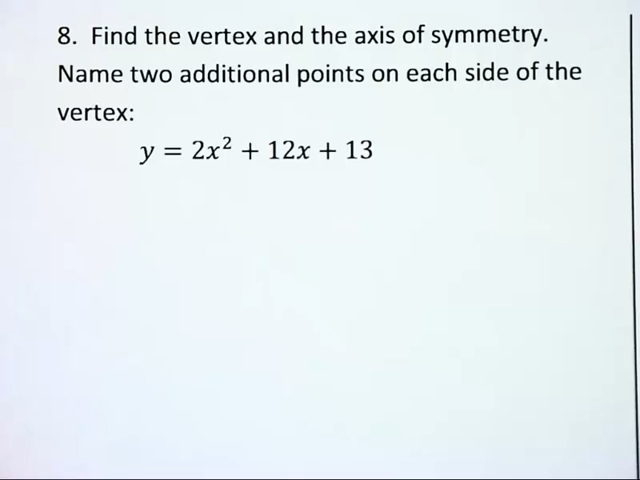 8. Find the vertex and the axis of symmetry.
Name two additional points on each side of the
vertex:
y = 2x² + 12x + 13